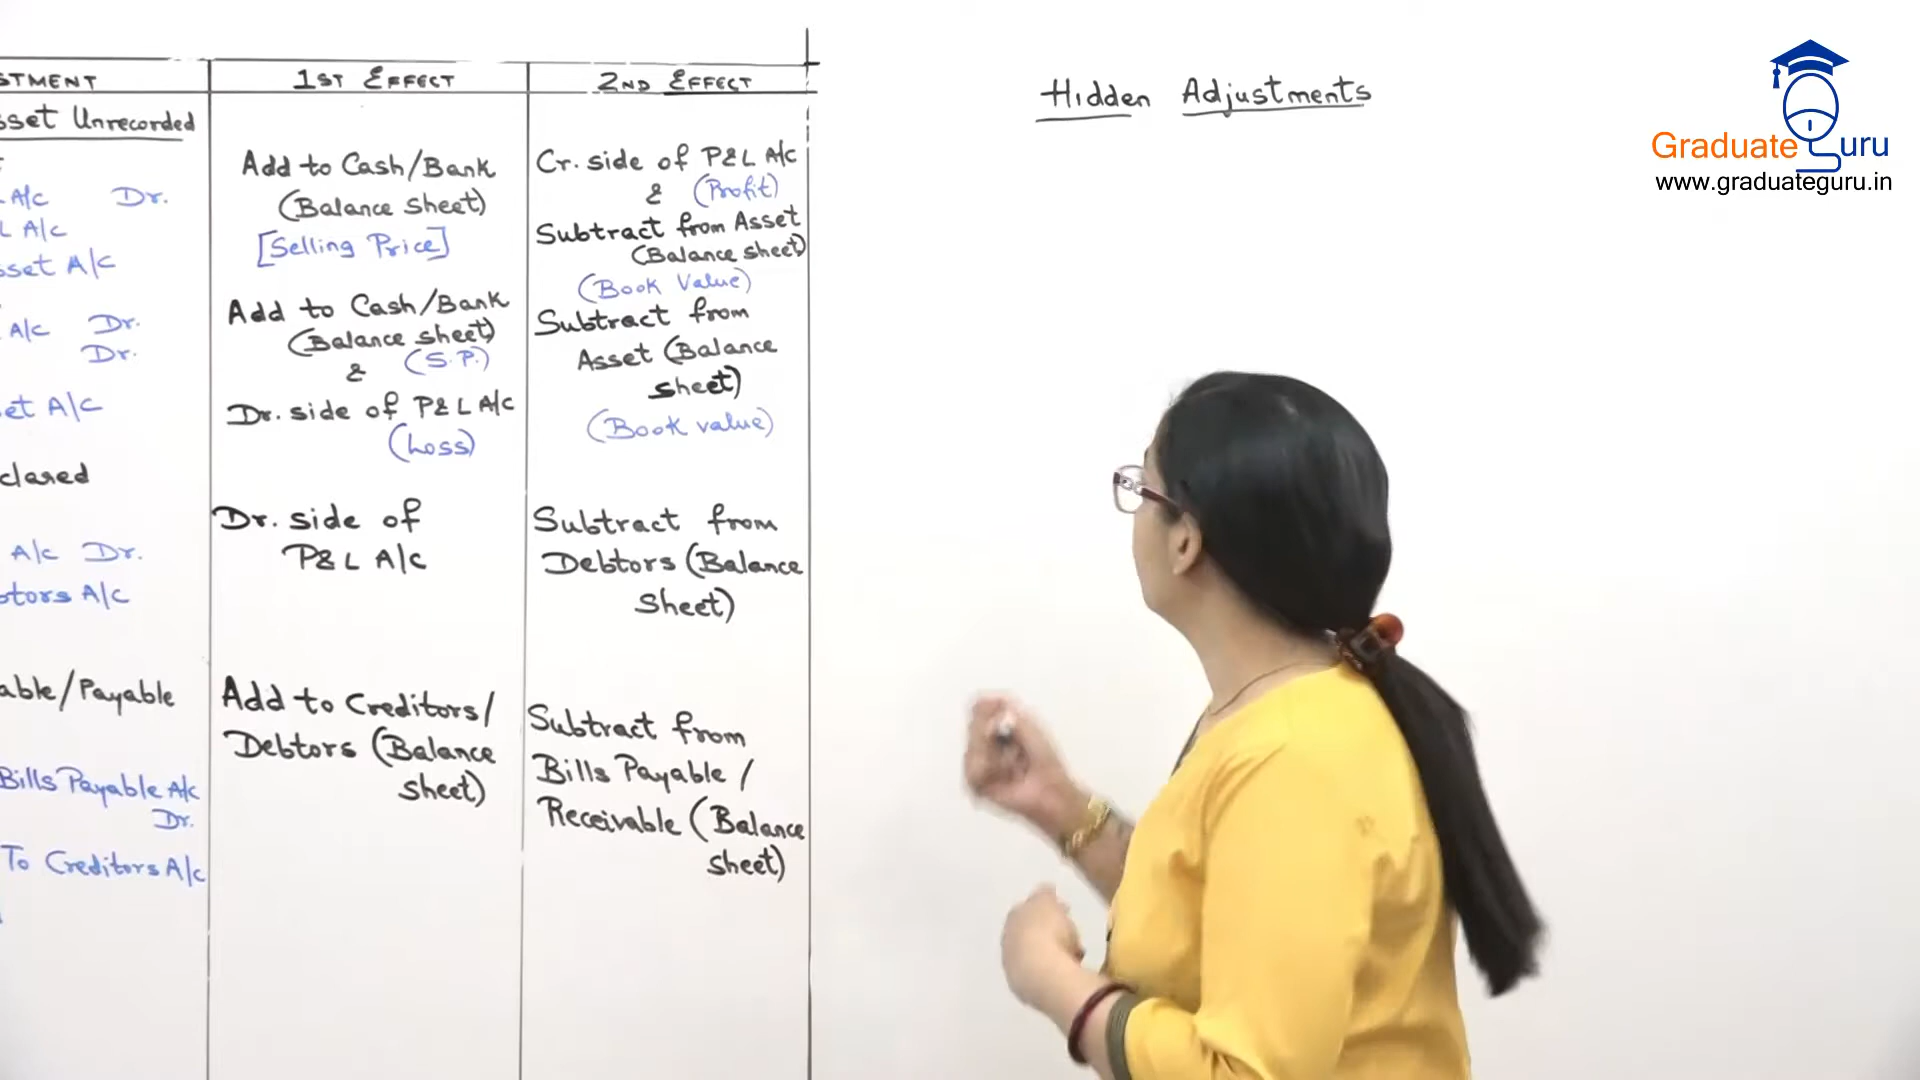 STMENT
sset Unrecorded
A/c Dr.
L A/c
sset A/c
A/c Dr.
Dr.
et A/c
clared
A/c Dr.
btors A/c
able/Payable
Bills Payable A/c
Dr.
To Creditors A/c
1ST EFFECT
Add to Cash/Bank
(Balance sheet)
[Selling Price]
Add to Cash/Bank
(Balance sheet)
& (S.P.)
Dr. side of P&L A/c
(Loss)
Dr. side of
P&L A/c
Add to Creditors/
Debtors (Balance
sheet)
2ND EFFECT
Cr. side of P&L A/c
& (Profit)
Subtract from Asset
(Balance sheet)
(Book Value)
Subtract from
Asset (Balance
sheet)
(Book value)
Subtract from
Debtors (Balance
Sheet)
Subtract from
Bills Payable /
Receivable (Balance
sheet)
Hidden Adjustments
Graduate Guru
www.graduateguru.in